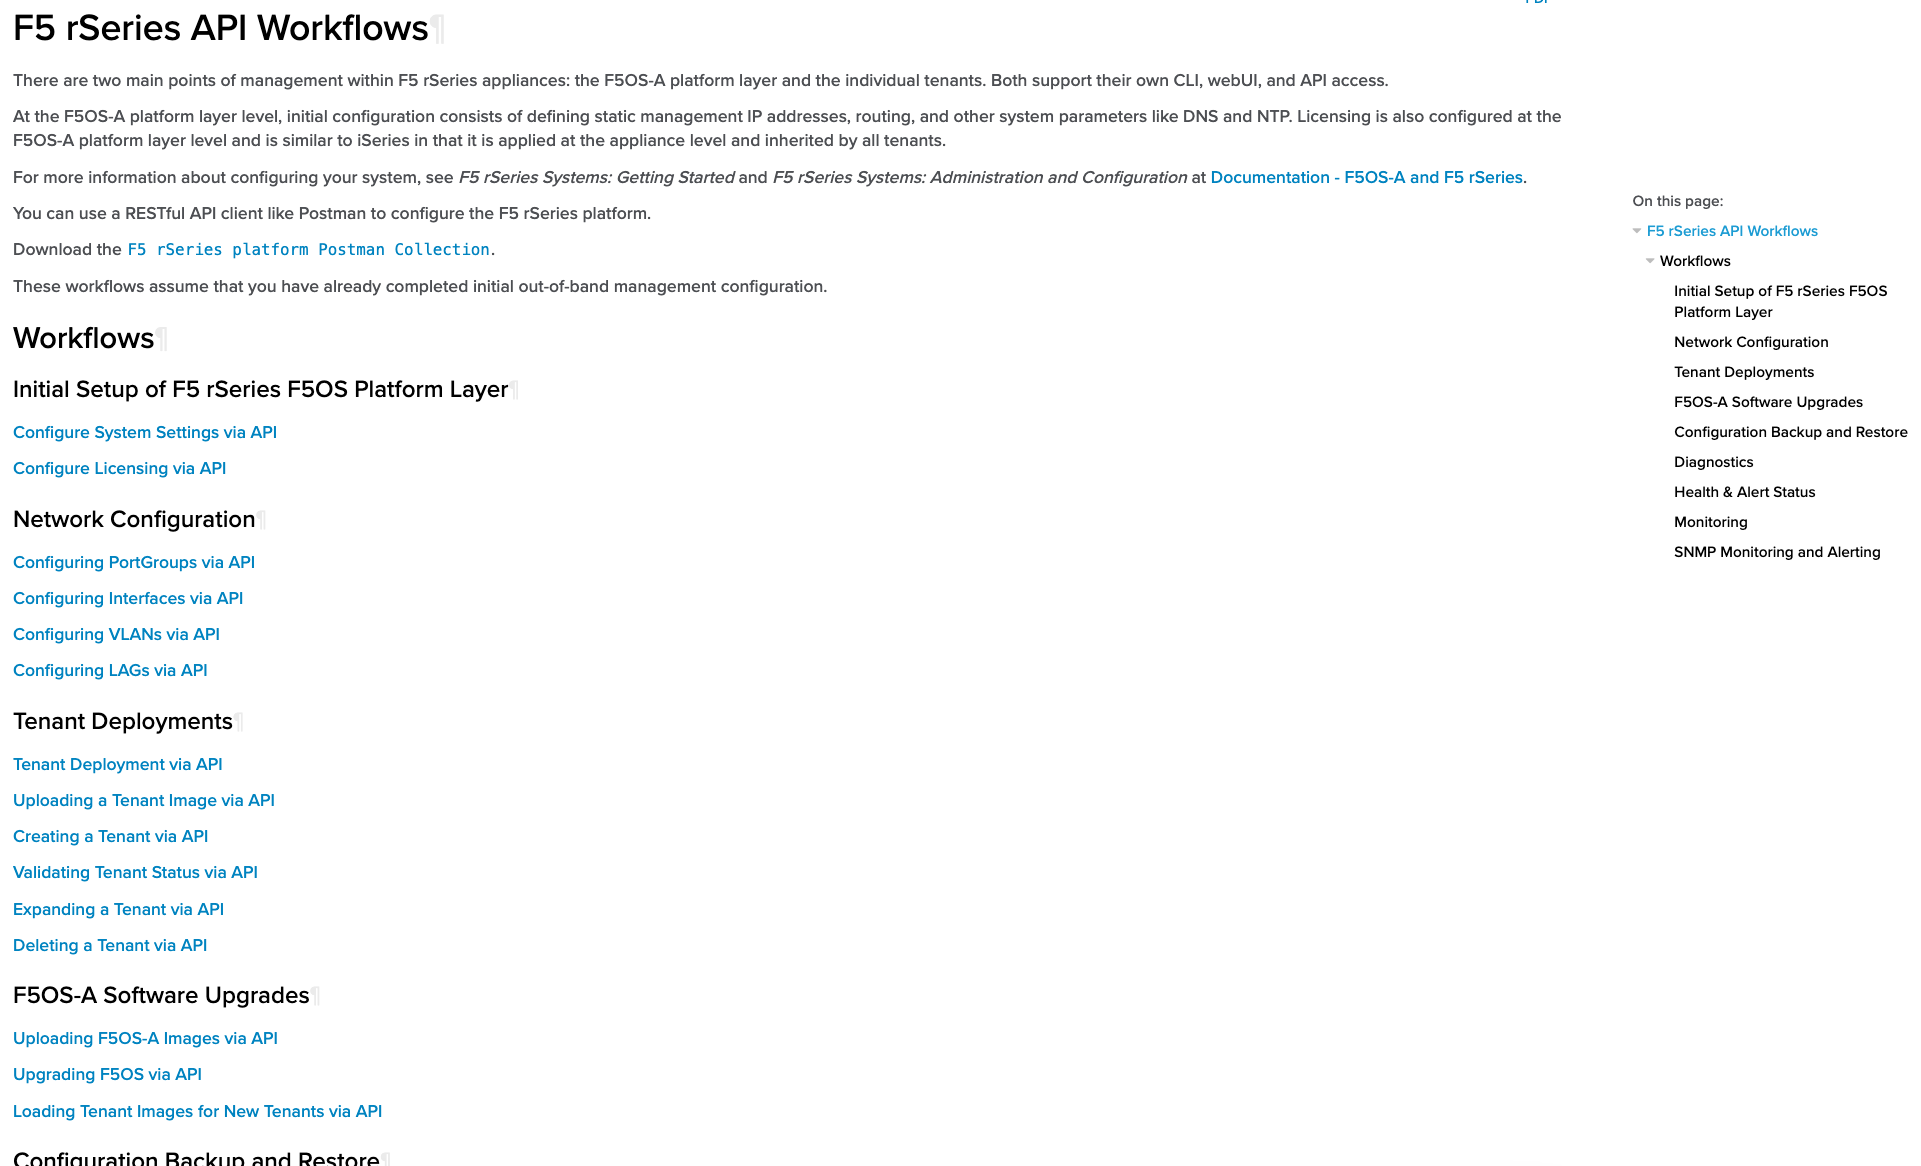 F5 rSeries API Workflows¶
There are two main points of management within F5 rSeries appliances: the F5OS-A platform layer and the individual tenants. Both support their own CLI, webUI, and API access.
At the F5OS-A platform layer level, initial configuration consists of defining static management IP addresses, routing, and other system parameters like DNS and NTP. Licensing is also configured at the
F5OS-A platform layer level and is similar to iSeries in that it is applied at the appliance level and inherited by all tenants.
For more information about configuring your system, see F5 rSeries Systems: Getting Started and F5 rSeries Systems: Administration and Configuration at Documentation - F5OS-A and F5 rSeries.
You can use a RESTful API client like Postman to configure the F5 rSeries platform.
Download the F5 rSeries platform Postman Collection.
These workflows assume that you have already completed initial out-of-band management configuration.
Workflows¶
Initial Setup of F5 rSeries F5OS Platform Layer¶
Configure System Settings via API
Configure Licensing via API
Network Configuration¶
Configuring PortGroups via API
Configuring Interfaces via API
Configuring VLANs via API
Configuring LAGs via API
Tenant Deployments¶
Tenant Deployment via API
Uploading a Tenant Image via API
Creating a Tenant via API
Validating Tenant Status via API
Expanding a Tenant via API
Deleting a Tenant via API
F5OS-A Software Upgrades¶
Uploading F5OS-A Images via API
Upgrading F5OS via API
Loading Tenant Images for New Tenants via API
Configuration Backup and Restore¶
On this page:
F5 rSeries API Workflows
Workflows
Initial Setup of F5 rSeries F5OS
Platform Layer
Network Configuration
Tenant Deployments
F5OS-A Software Upgrades
Configuration Backup and Restore
Diagnostics
Health & Alert Status
Monitoring
SNMP Monitoring and Alerting